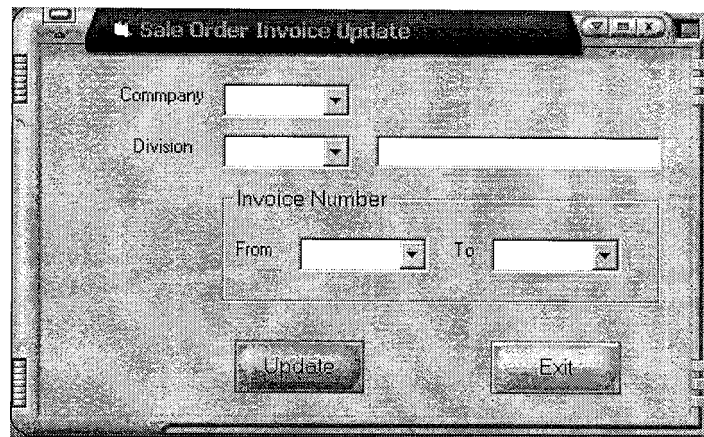 Sale Order Invoice Update
Commpany
Division
Invoice Number
From To
Update Exit